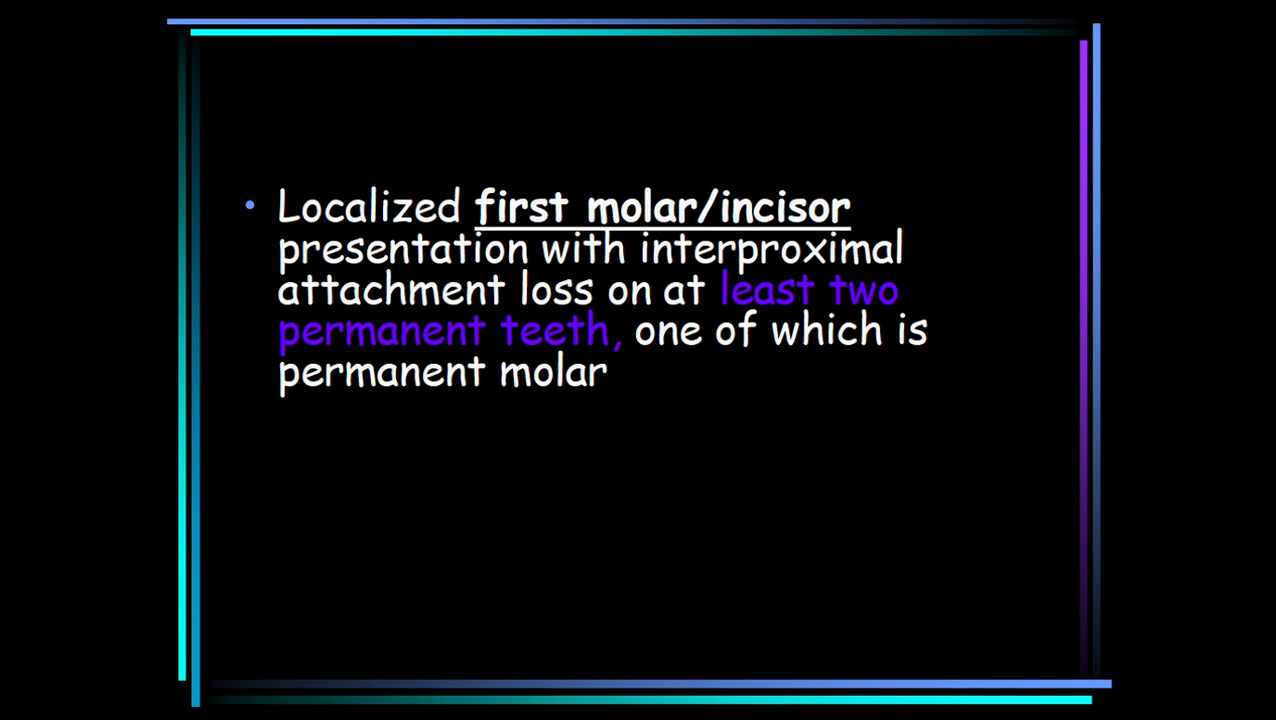 • Localized first molar/incisor
presentation with interproximal
attachment loss on at least two
permanent teeth, one of which is
permanent molar